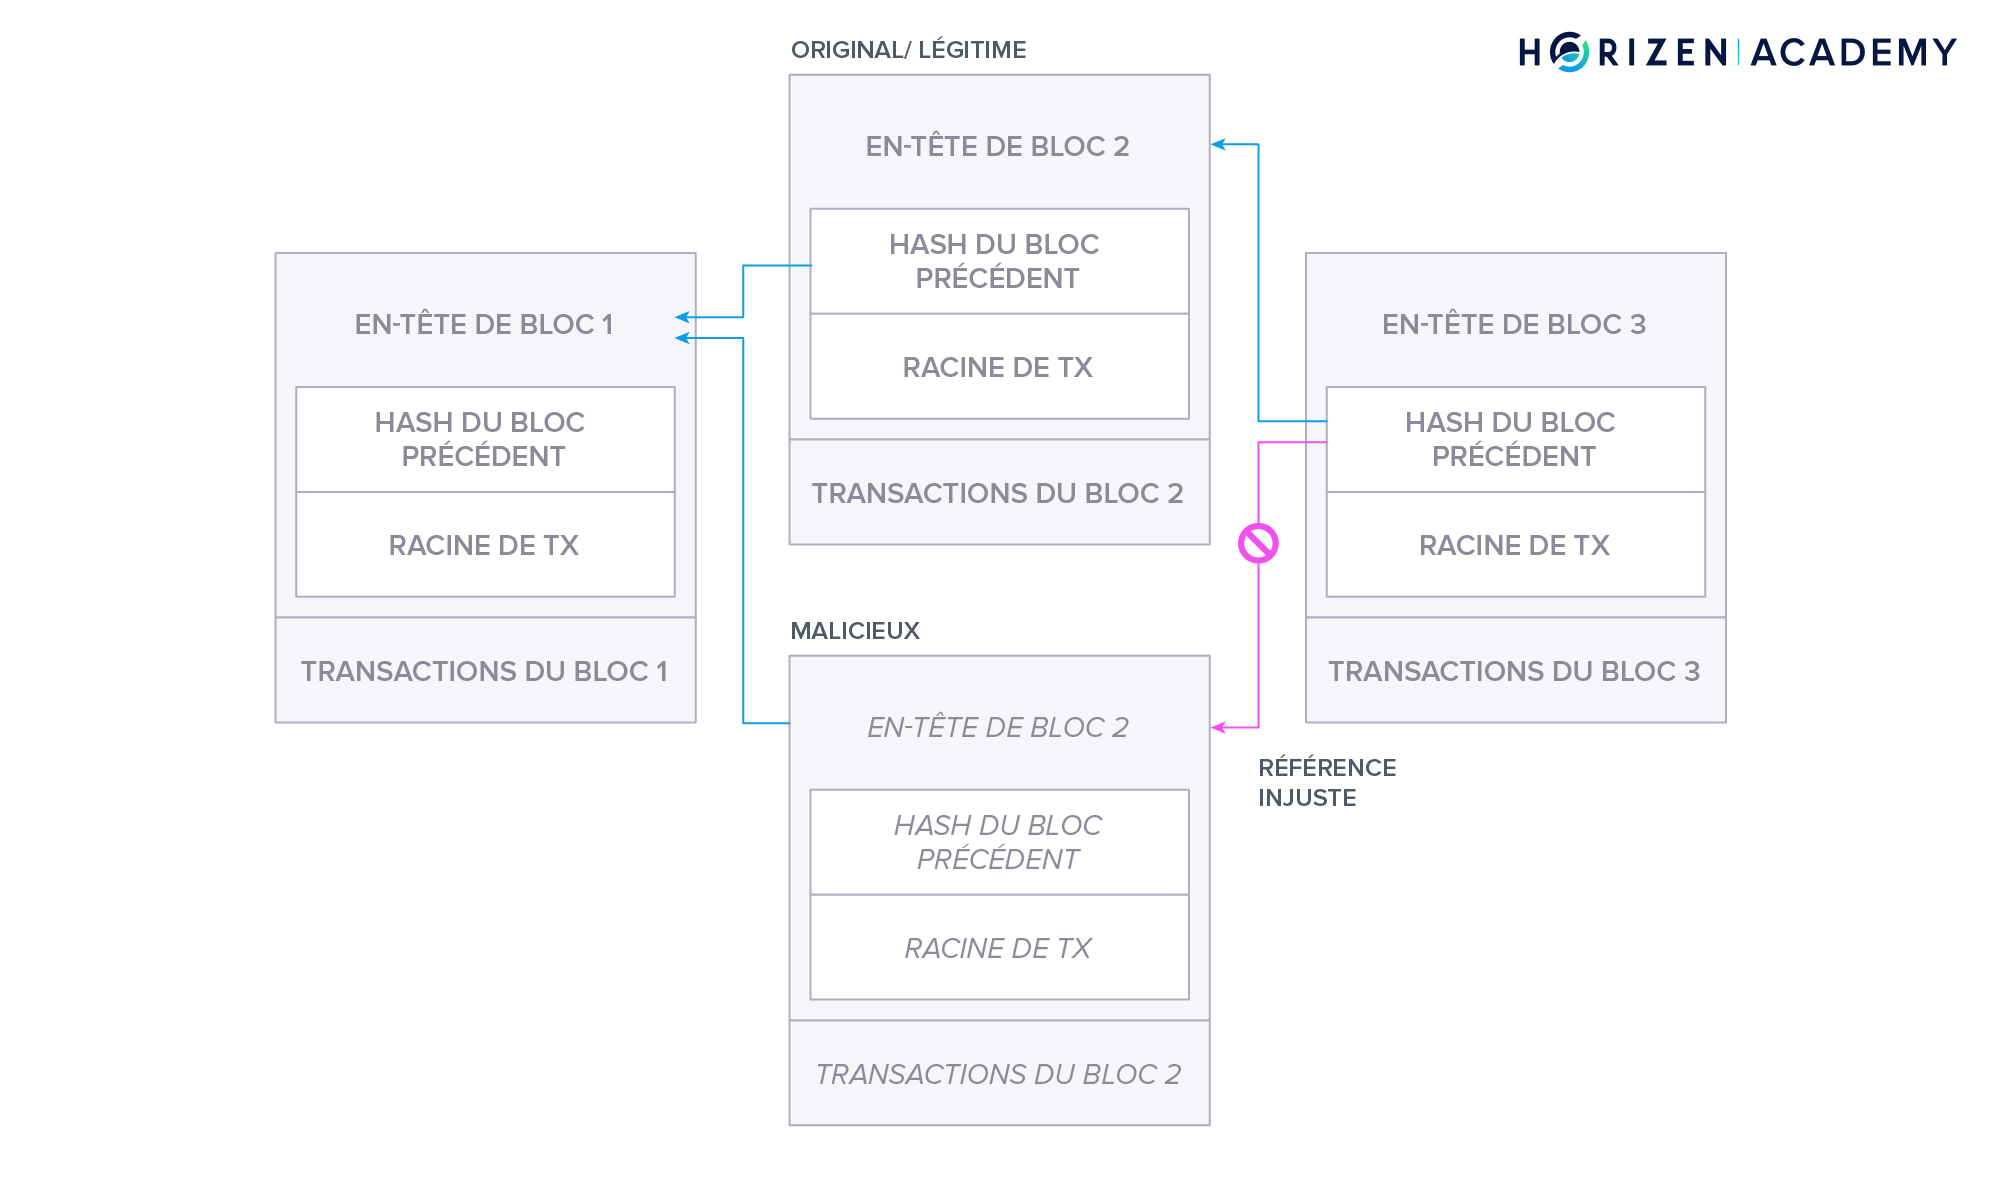 HORIZEN | ACADEMY
ORIGINAL/ LÉGITIME
EN-TÊTE DE BLOC 2
HASH DU BLOC
PRÉCÉDENT
RACINE DE TX
TRANSACTIONS DU BLOC 2
EN-TÊTE DE BLOC 1
HASH DU BLOC
PRÉCÉDENT
RACINE DE TX
TRANSACTIONS DU BLOC 1
EN-TÊTE DE BLOC 3
HASH DU BLOC
PRÉCÉDENT
RACINE DE TX
TRANSACTIONS DU BLOC 3
MALICIEUX
EN-TÊTE DE BLOC 2
HASH DU BLOC
PRÉCÉDENT
RACINE DE TX
TRANSACTIONS DU BLOC 2
RÉFÉRENCE
INJUSTE